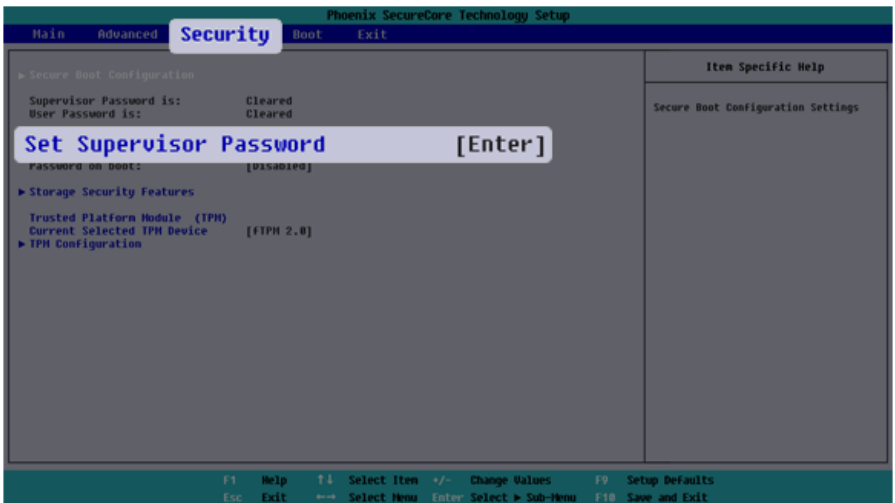 Phoenix SecureCore Technology Setup
Main Advanced Security Boot Exit
▶ Secure Boot Configuration
Item Specific Help
Supervisor Password is: Cleared
User Password is: Cleared
Secure Boot Configuration Settings
Set Supervisor Password [Enter]
Password on Boot: [Disabled]
▶ Storage Security Features
Trusted Platform Module (TPM)
Current Selected TPM Device [fTPM 2.0]
▶ TPM Configuration
F1 Help ↑↓ Select Item +/- Change Values F9 Setup Defaults
Esc Exit ←→ Select Menu Enter Select ▶ Sub-Menu F10 Save and Exit